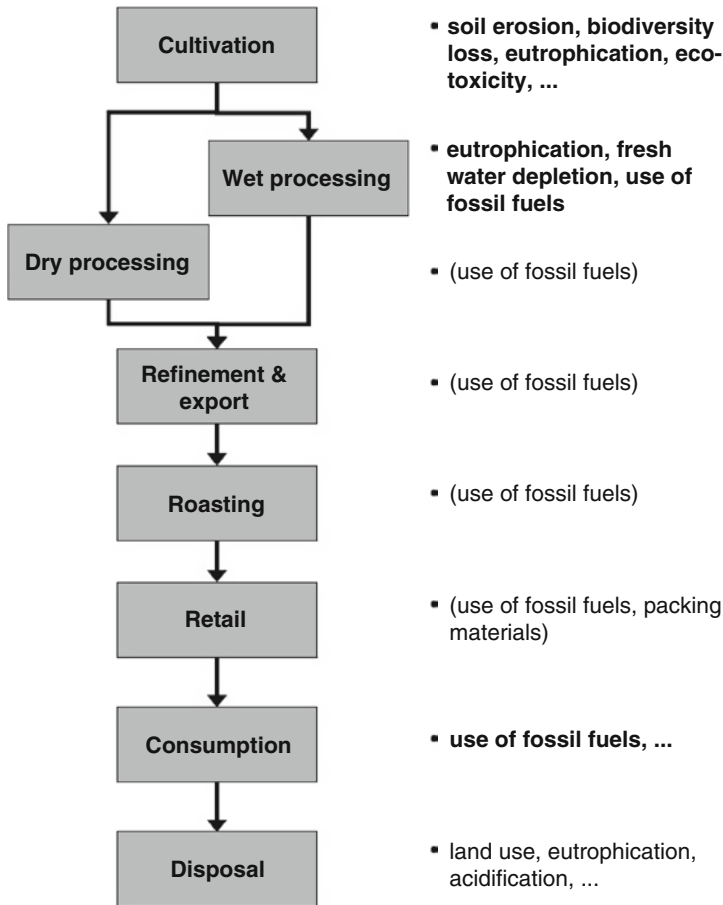 Cultivation
▪ soil erosion, biodiversity
loss, eutrophication, eco-
toxicity, ...
Wet processing
▪ eutrophication, fresh
water depletion, use of
fossil fuels
Dry processing
▪ (use of fossil fuels)
Refinement &
export
▪ (use of fossil fuels)
Roasting
▪ (use of fossil fuels)
Retail
▪ (use of fossil fuels, packing
materials)
Consumption
▪ use of fossil fuels, ...
Disposal
▪ land use, eutrophication,
acidification, ...